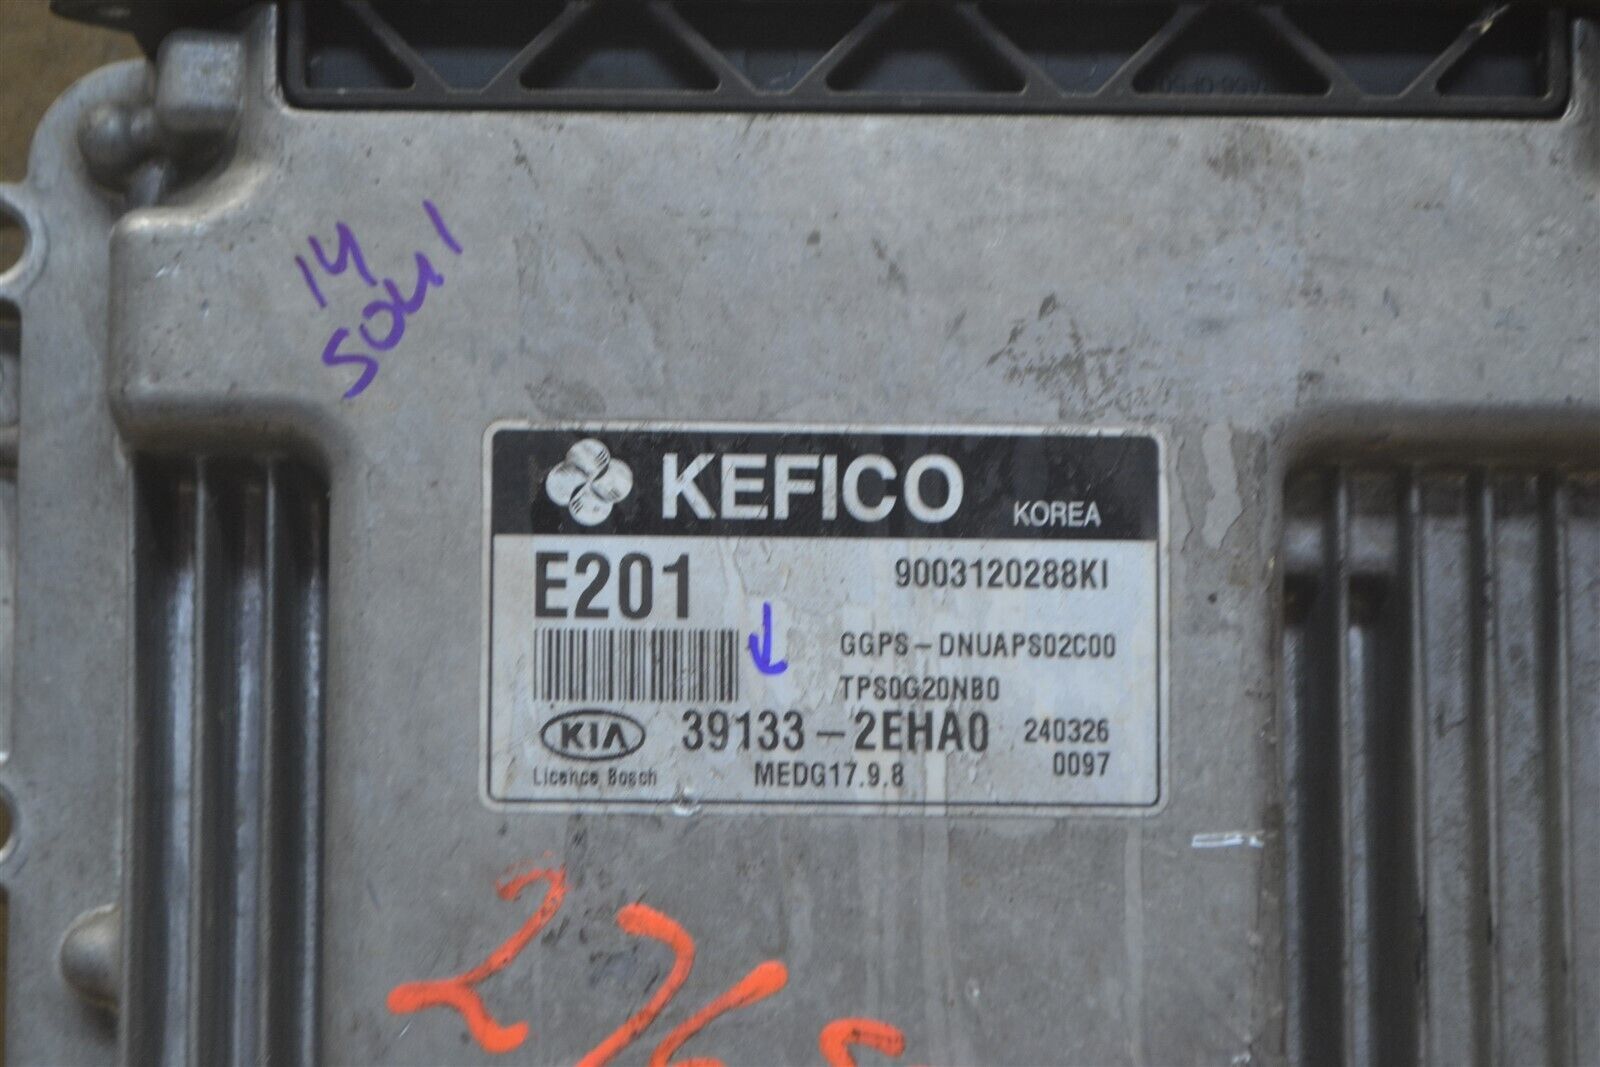 14
SOUl
KEFICO KOREA
E201 9003120288KI
GGPS-DNUAPS02C00
TPS0G20NB0
KIA 39133-2EHA0 240326
Licence Bosch MEDG17.9.8 0097